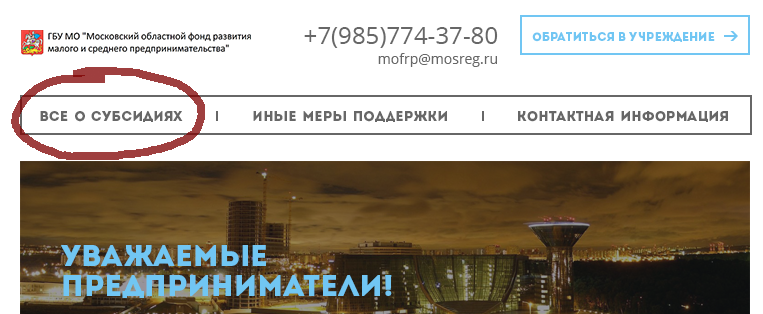 ГБУ МО "Московский областной фонд развития
малого и среднего предпринимательства"
+7(985)774-37-80
mofrp@mosreg.ru
ОБРАТИТЬСЯ В УЧРЕЖДЕНИЕ →
ВСЕ О СУБСИДИЯХ | ИНЫЕ МЕРЫ ПОДДЕРЖКИ | КОНТАКТНАЯ ИНФОРМАЦИЯ
УВАЖАЕМЫЕ
ПРЕДПРИНИМАТЕЛИ!